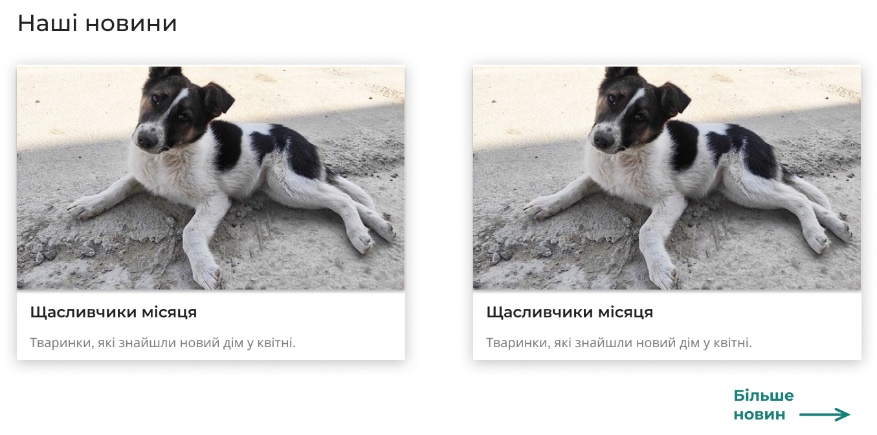 Наші новини
Щасливчики місяця
Тваринки, які знайшли новий дім у квітні.
Щасливчики місяця
Тваринки, які знайшли новий дім у квітні.
Більше
новин